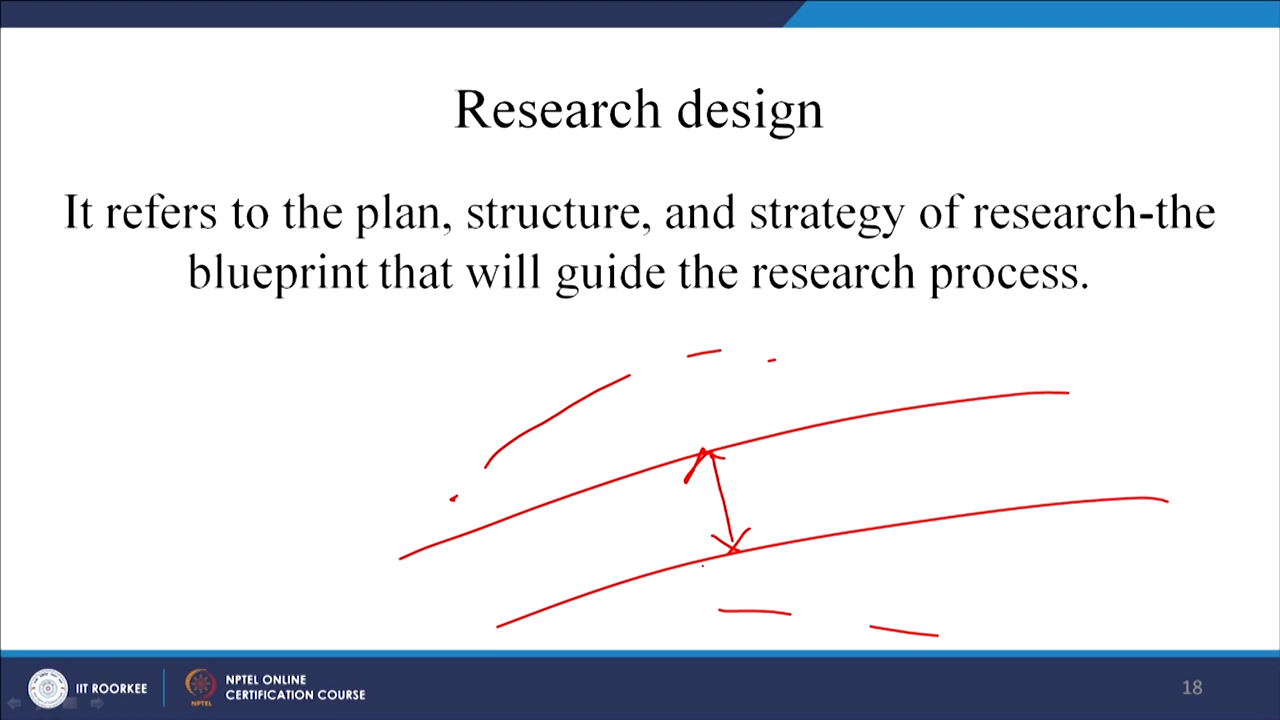 Research design
It refers to the plan, structure, and strategy of research-the
blueprint that will guide the research process.
IIT ROORKEE
NPTEL
NPTEL ONLINE
CERTIFICATION COURSE
18